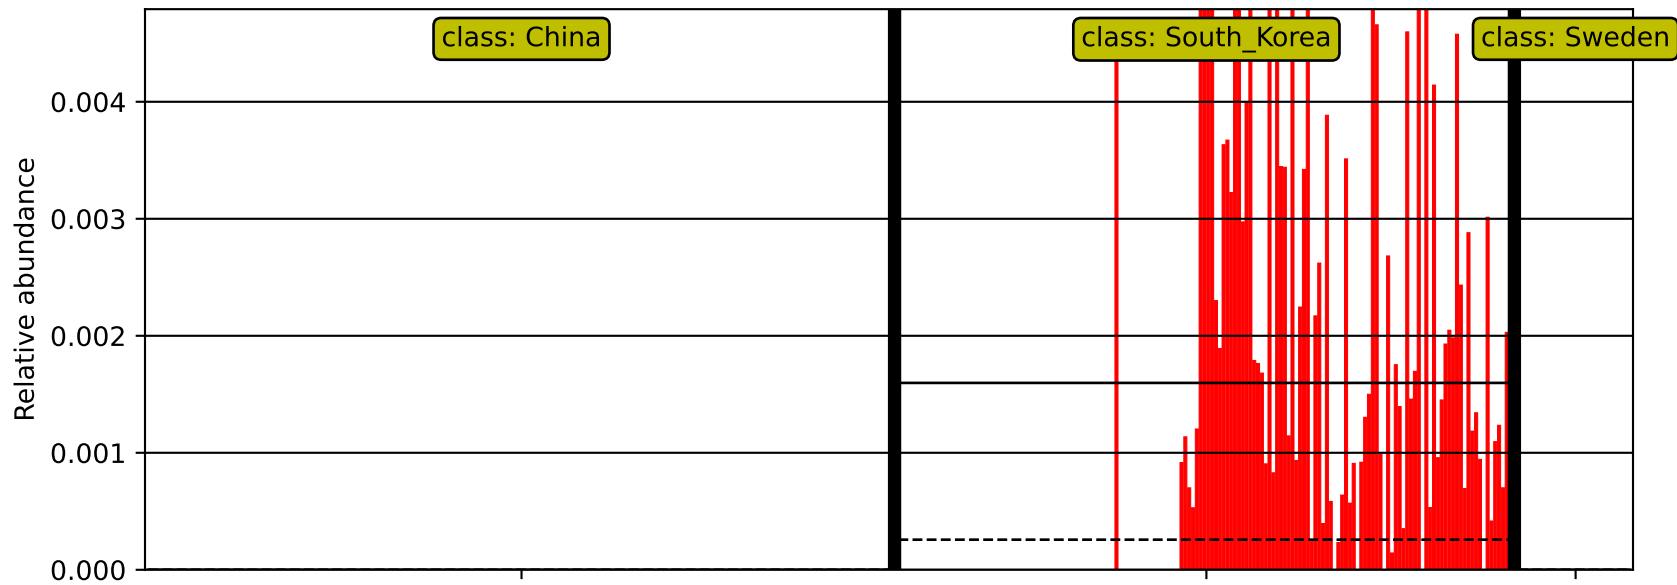 class: China
class: South_Korea
class: Sweden
0.004
0.003
0.002
0.001
0.000
Relative abundance